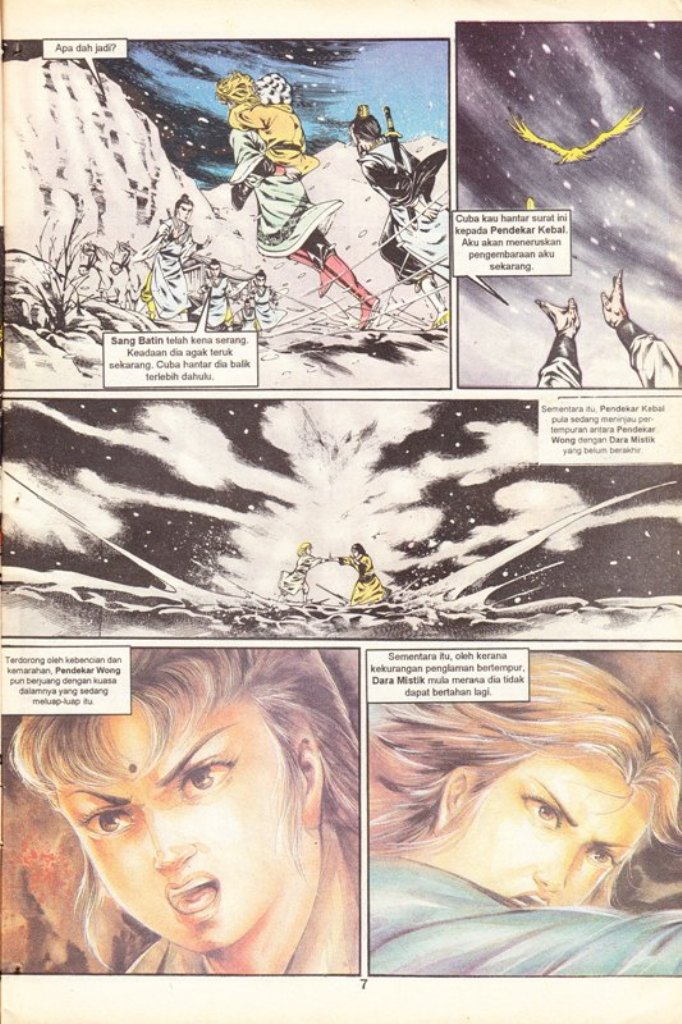 Apa dah jadi?
Sang Batin telah kena serang.
Keadaan dia agak teruk
sekarang. Cuba hantar dia balik
terlebih dahulu.
Cuba kau hantar surat ini
kepada Pendekar Kebal.
Aku akan meneruskan
pengembaraan aku
sekarang.
Sementara itu, Pendekar Kebal
pula sedang meninjau per-
tempuran antara Pendekar
Wong dengan Dara Mistik
yang belum berakhir.
Terdorong oleh kebencian dan
kemarahan, Pendekar Wong
pun berjuang dengan kuasa
dalamnya yang sedang
meluap-luap itu.
Sementara itu, oleh kerana
kekurangan penglaman bertempur,
Dara Mistik mula merana dia tidak
dapat bertahan lagi.
7